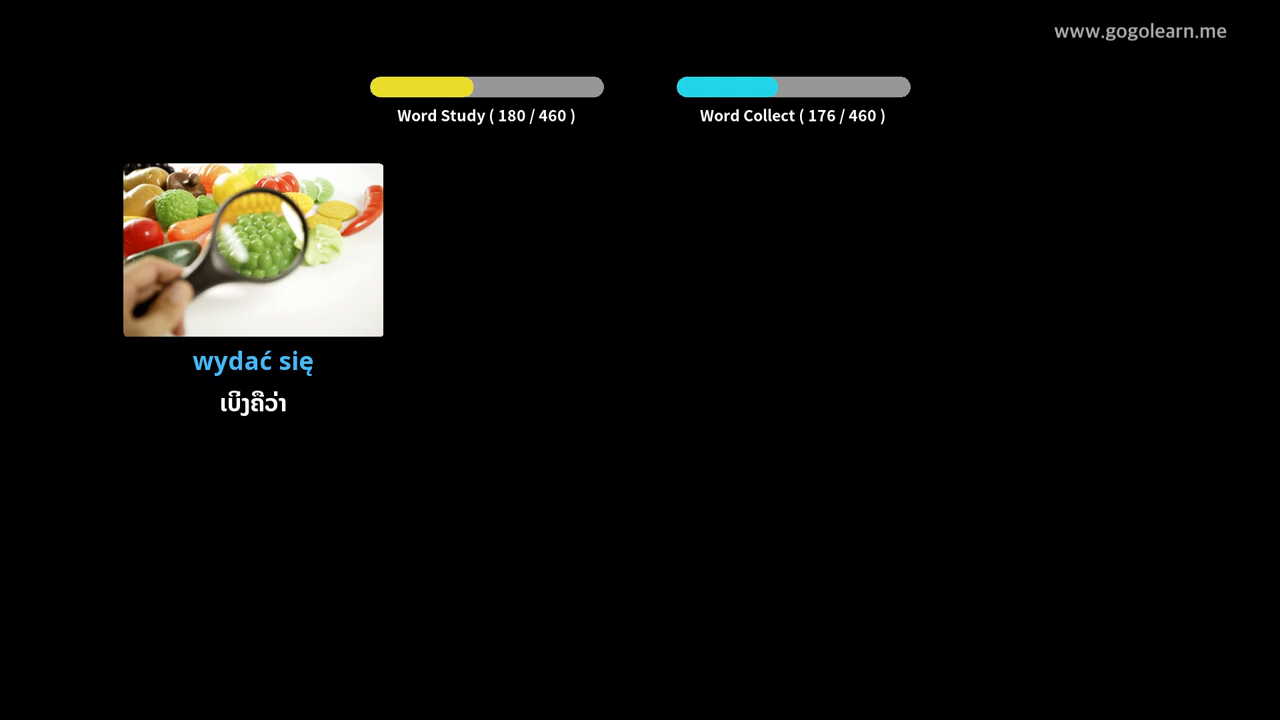 www.gogolearn.me
Word Study ( 180 / 460 )
Word Collect ( 176 / 460 )
wydać się
ເບິ່ງຄືວ່າ